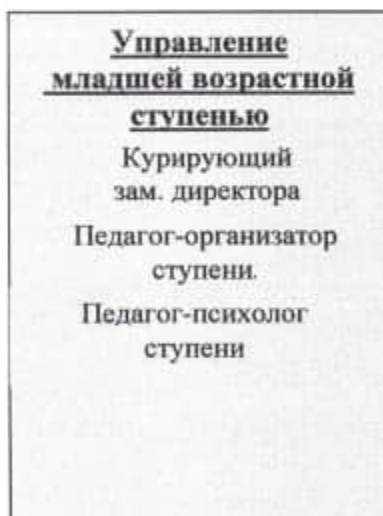 Управление
младшей возрастной
ступенью
Курирующий
зам. директора
Педагог-организатор
ступени.
Педагог-психолог
ступени